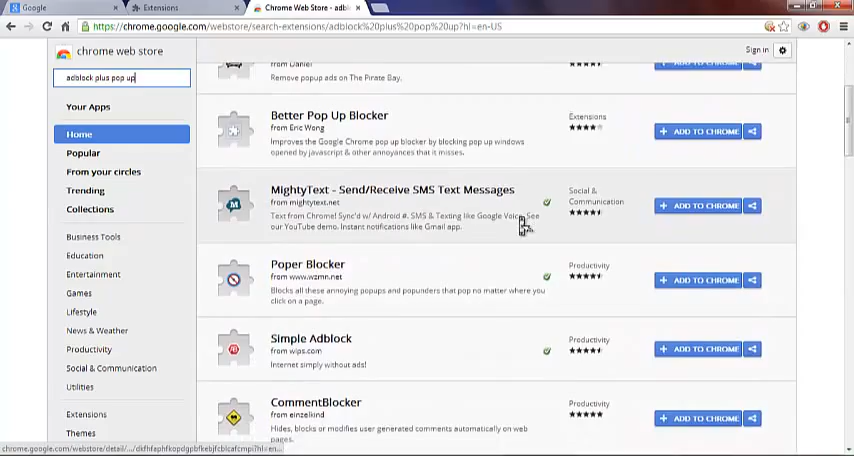 Google
Extensions
Chrome Web Store - adbl
https://chrome.google.com/webstore/search-extensions/adblock%20plus%20pop%20up?hl=en-US
chrome web store
Sign in
adblock plus pop up
Your Apps
Home
Popular
From your circles
Trending
Collections
Business Tools
Education
Entertainment
Games
Lifestyle
News & Weather
Productivity
Social & Communication
Utilities
Extensions
Themes
from Daniel
Remove popup ads on The Pirate Bay.
ADD TO CHROME
Better Pop Up Blocker
from Eric Wong
Improves the Google Chrome pop up blocker by blocking pop up windows
opened by javascript & other annoyances that it misses.
Extensions
ADD TO CHROME
MightyText - Send/Receive SMS Text Messages
from mightytext.net
Text from Chrome! Sync'd w/ Android #. SMS & Texting like Google Voice. See
our YouTube demo. Instant notifications like Gmail app.
Social &
Communication
ADD TO CHROME
Poper Blocker
Blocks all these annoying popups and popunders that pop no matter where you
click on a page.
Productivity
ADD TO CHROME
Simple Adblock
from wips.com
Internet simply without ads!
Productivity
ADD TO CHROME
CommentBlocker
from einzelkind
Hides, blocks or modifies user generated comments automatically on web
pages.
Productivity
ADD TO CHROME